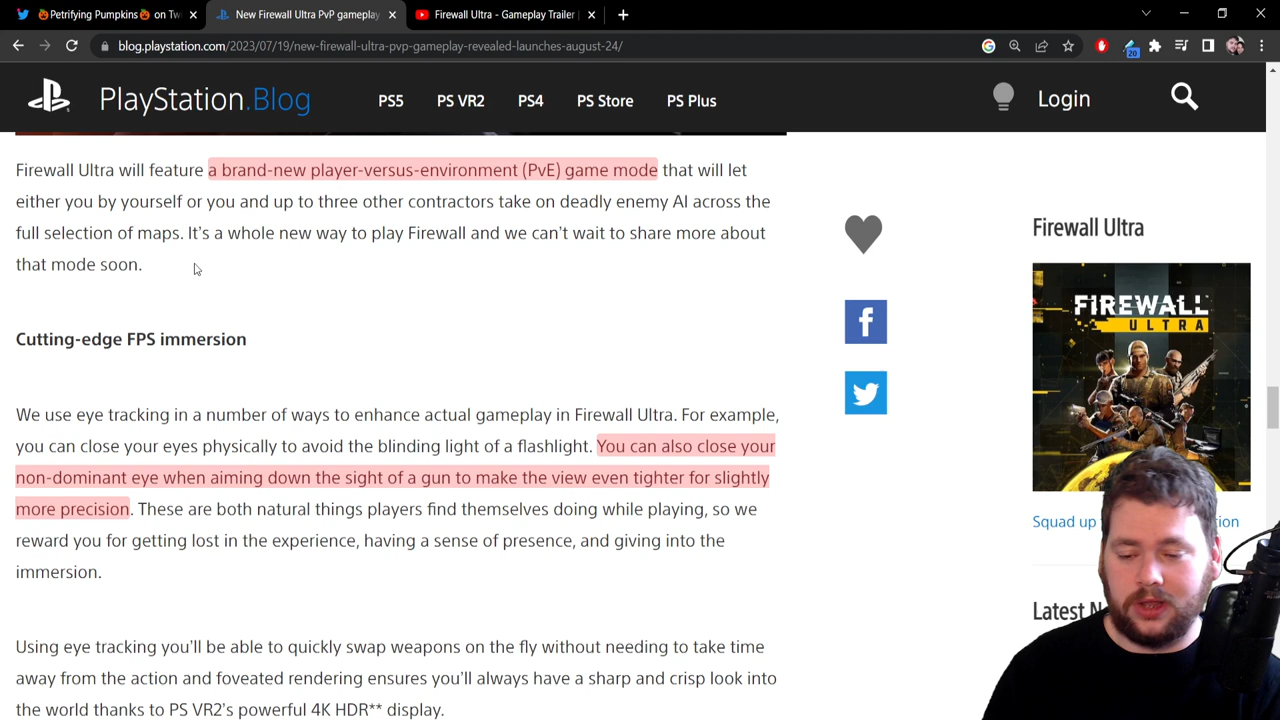 🎃Petrifying Pumpkins🎃 on Tw
New Firewall Ultra PvP gameplay
Firewall Ultra - Gameplay Trailer
blog.playstation.com/2023/07/19/new-firewall-ultra-pvp-gameplay-revealed-launches-august-24/
20
PlayStation.Blog
PS5
PS VR2
PS4
PS Store
PS Plus
Login
Firewall Ultra will feature a brand-new player-versus-environment (PvE) game mode that will let
either you by yourself or you and up to three other contractors take on deadly enemy AI across the
full selection of maps. It’s a whole new way to play Firewall and we can’t wait to share more about
that mode soon.
Cutting-edge FPS immersion
We use eye tracking in a number of ways to enhance actual gameplay in Firewall Ultra. For example,
you can close your eyes physically to avoid the blinding light of a flashlight. You can also close your
non-dominant eye when aiming down the sight of a gun to make the view even tighter for slightly
more precision. These are both natural things players find themselves doing while playing, so we
reward you for getting lost in the experience, having a sense of presence, and giving into the
immersion.
Using eye tracking you’ll be able to quickly swap weapons on the fly without needing to take time
away from the action and foveated rendering ensures you’ll always have a sharp and crisp look into
the world thanks to PS VR2’s powerful 4K HDR** display.
Firewall Ultra
FIREWALL
ULTRA
Squad up
Latest